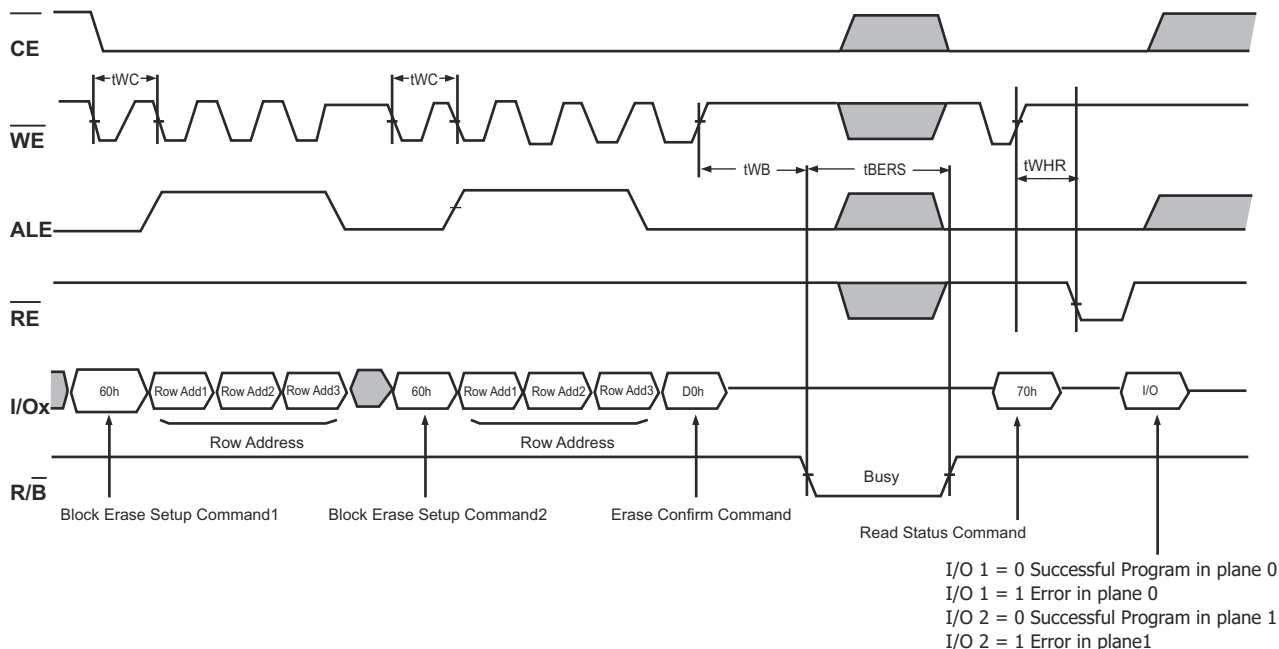 CE
tWC
tWC
WE
tWB
tBERS
tWHR
ALE
RE
I/Ox
60h
Row Add1
Row Add2
Row Add3
60h
Row Add1
Row Add2
Row Add3
D0h
70h
I/O
Row Address
Row Address
R/B
Busy
Block Erase Setup Command1
Block Erase Setup Command2
Erase Confirm Command
Read Status Command
I/O 1 = 0 Successful Program in plane 0
I/O 1 = 1 Error in plane 0
I/O 2 = 0 Successful Program in plane 1
I/O 2 = 1 Error in plane1